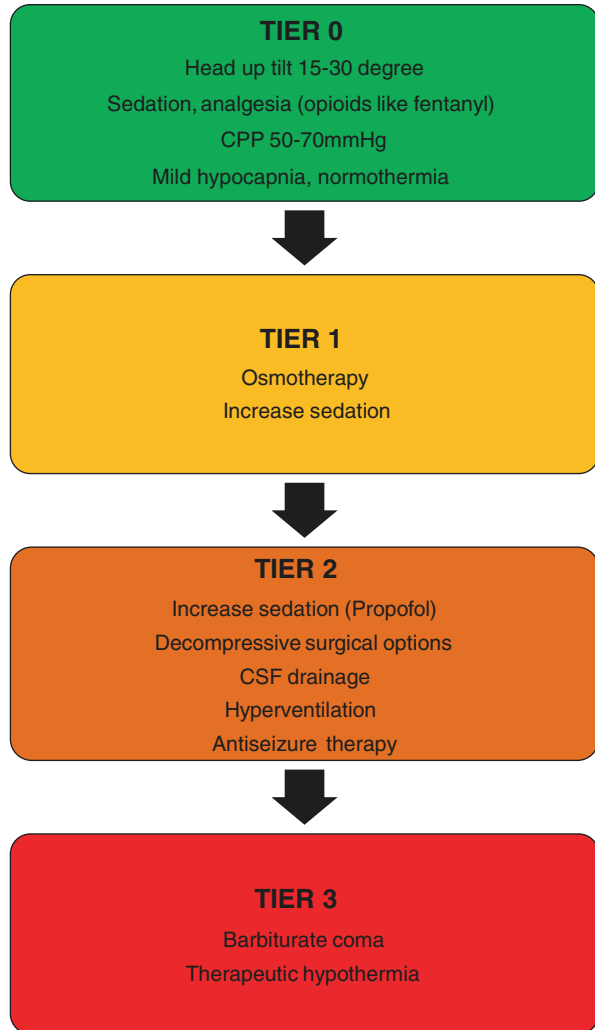 TIER 0
Head up tilt 15-30 degree
Sedation, analgesia (opioids like fentanyl)
CPP 50-70mmHg
Mild hypocapnia, normothermia
TIER 1
Osmotherapy
Increase sedation
TIER 2
Increase sedation (Propofol)
Decompressive surgical options
CSF drainage
Hyperventilation
Antiseizure therapy
TIER 3
Barbiturate coma
Therapeutic hypothermia